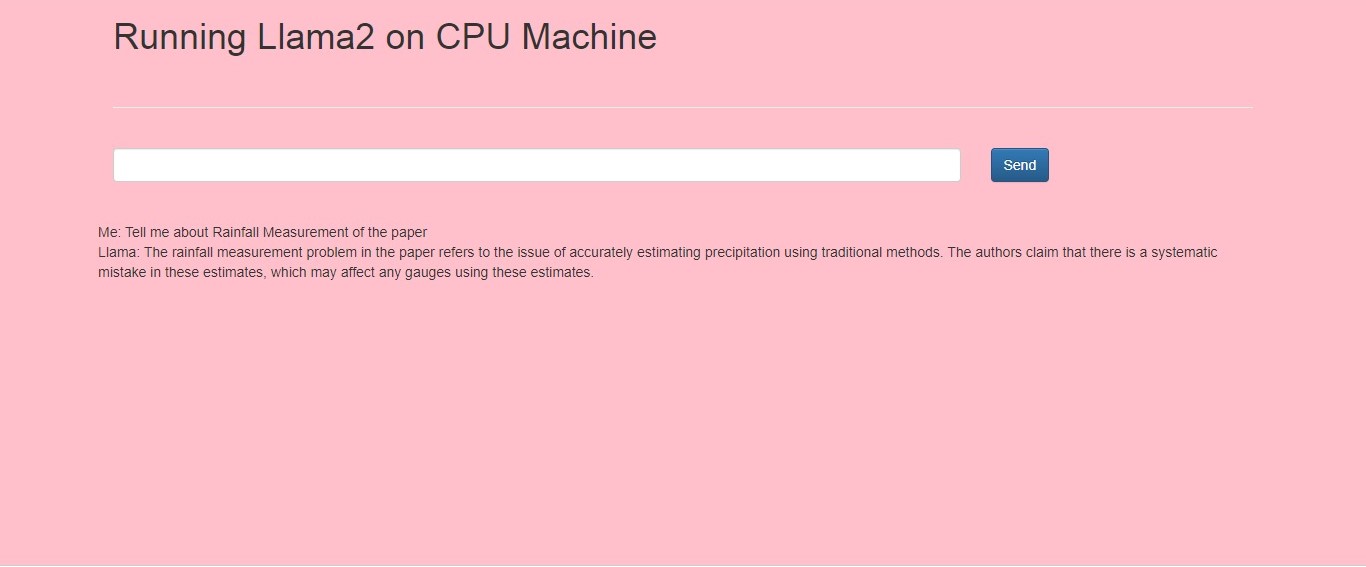 Running Llama2 on CPU Machine
Send
Me: Tell me about Rainfall Measurement of the paper
Llama: The rainfall measurement problem in the paper refers to the issue of accurately estimating precipitation using traditional methods. The authors claim that there is a systematic
mistake in these estimates, which may affect any gauges using these estimates.